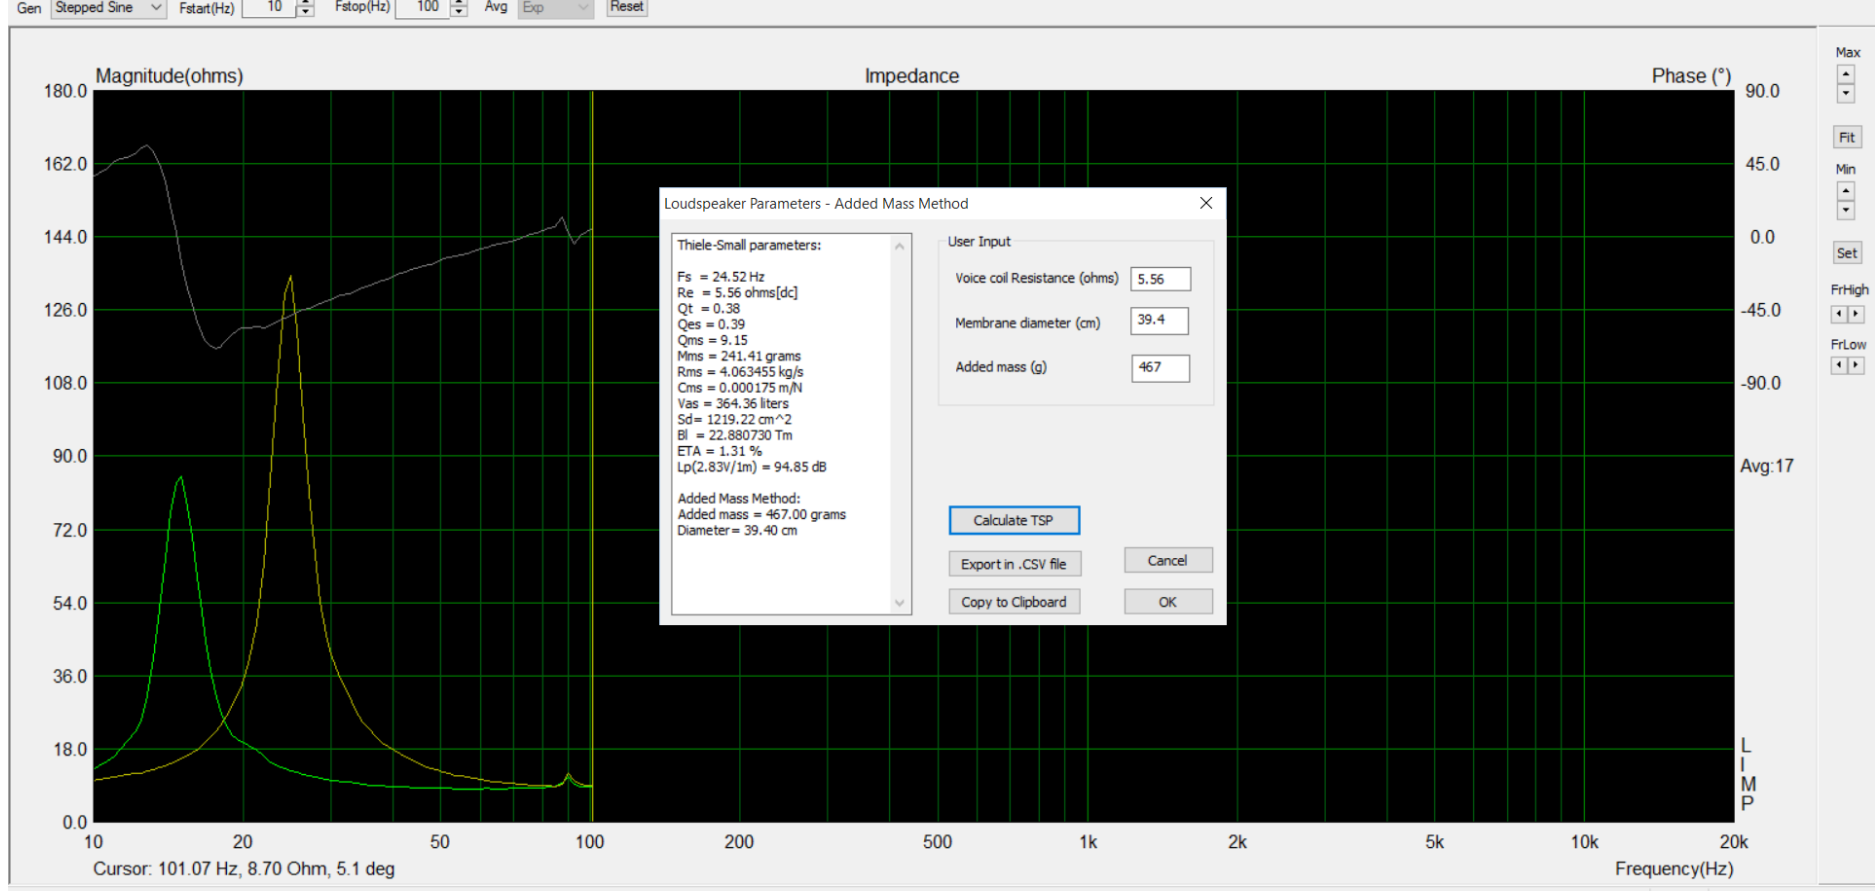 Gen Stepped Sine Fstart(Hz) 10 Fstop(Hz) 100 Avg Exp Reset
Magnitude(ohms) Impedance Phase (°)
180.0
162.0
144.0
126.0
108.0
90.0
72.0
54.0
36.0
18.0
0.0
10 20 50 100 200 500 1k 2k 5k 10k 20k
Frequency(Hz)
Cursor: 101.07 Hz, 8.70 Ohm, 5.1 deg
90.0
45.0
0.0
-45.0
-90.0
Avg:17
L
I
M
P
Max
Fit
Min
Set
FrHigh
FrLow
Loudspeaker Parameters - Added Mass Method
Thiele-Small parameters:
Fs = 24.52 Hz
Re = 5.56 ohms[dc]
Qt = 0.38
Qes = 0.39
Qms = 9.15
Mms = 241.41 grams
Rms = 4.063455 kg/s
Cms = 0.000175 m/N
Vas = 364.36 liters
Sd= 1219.22 cm^2
Bl = 22.880730 Tm
ETA = 1.31 %
Lp(2.83V/1m) = 94.85 dB
Added Mass Method:
Added mass = 467.00 grams
Diameter= 39.40 cm
User Input
Voice coil Resistance (ohms) 5.56
Membrane diameter (cm) 39.4
Added mass (g) 467
Calculate TSP
Export in .CSV file Cancel
Copy to Clipboard OK